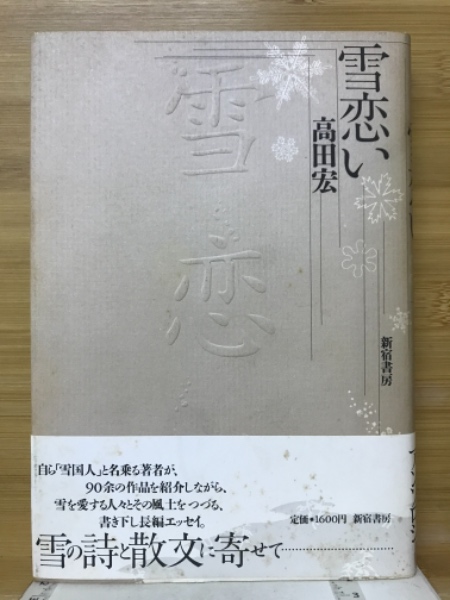 雪恋い
高田宏
雪恋
新宿書房
自ら「雪国人」と名乗る著者が、
90余の作品を紹介しながら、
雪を愛する人々とその風土をつづる、
書き下し長編エッセイ。
定価●1600円 新宿書房
雪の詩と散文に寄せて…………………